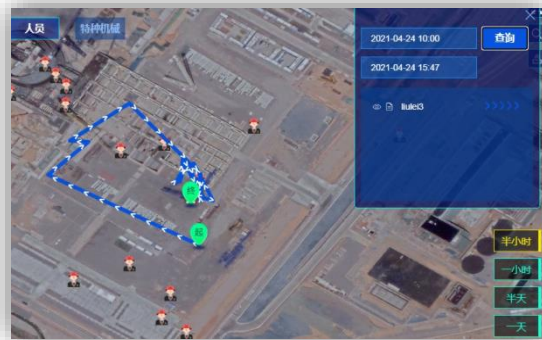 人员
特种机械
2021-04-24 10:00
查询
2021-04-24 15:47
liulei3
终
起
半小时
一小时
半天
一天